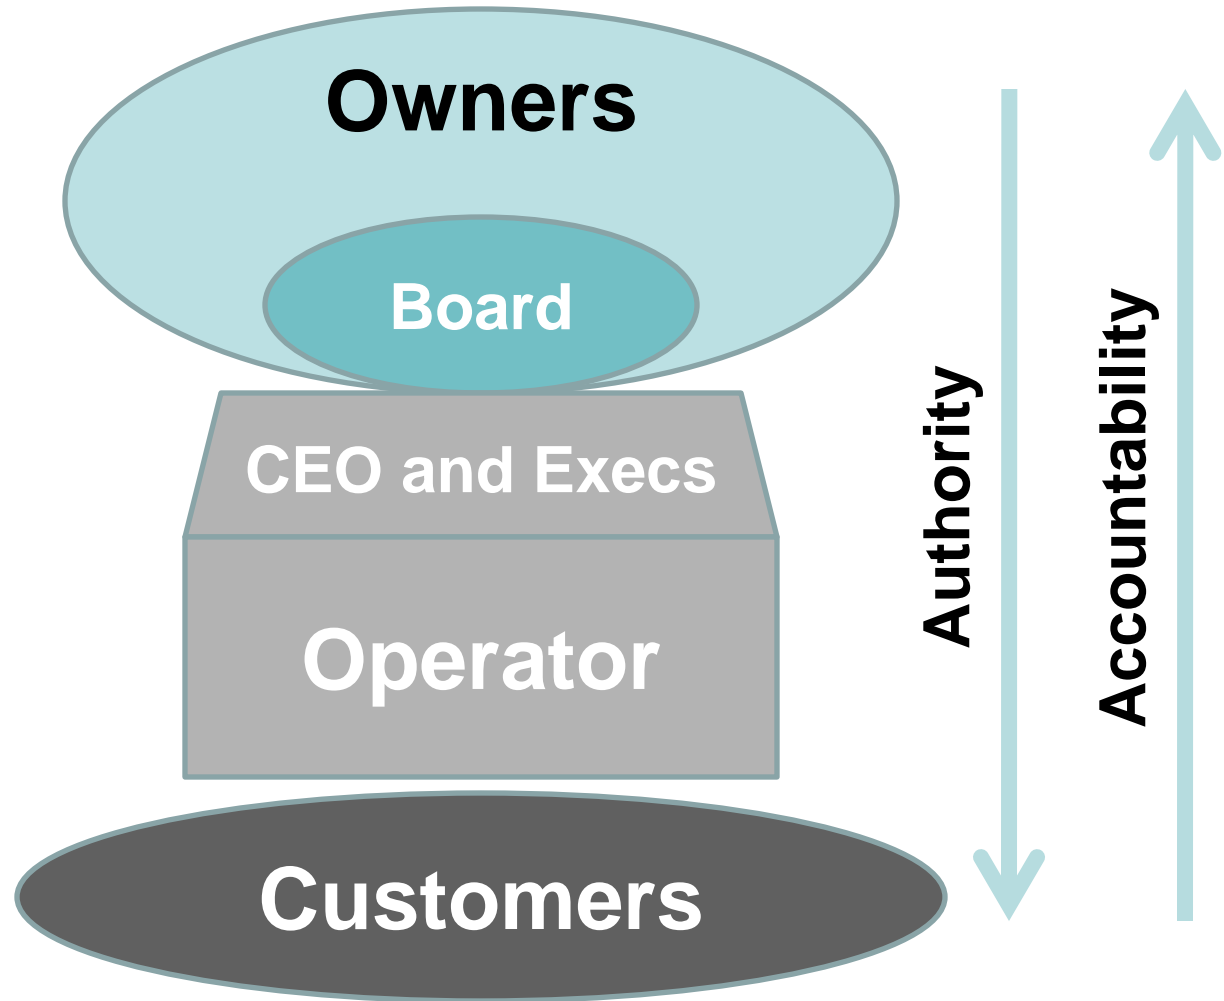 Owners
Board
CEO and Execs
Operator
Customers
Authority
Accountability